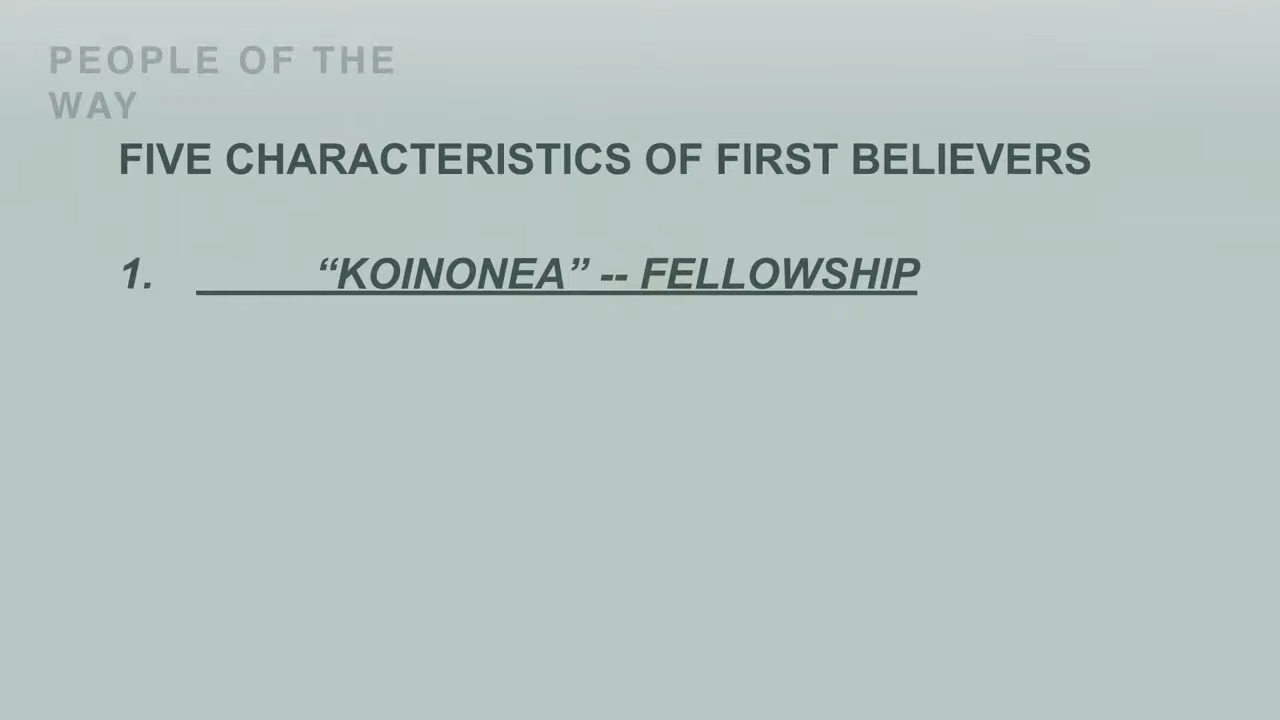 PEOPLE OF THE
WAY
FIVE CHARACTERISTICS OF FIRST BELIEVERS
1. “KOINONEA” -- FELLOWSHIP